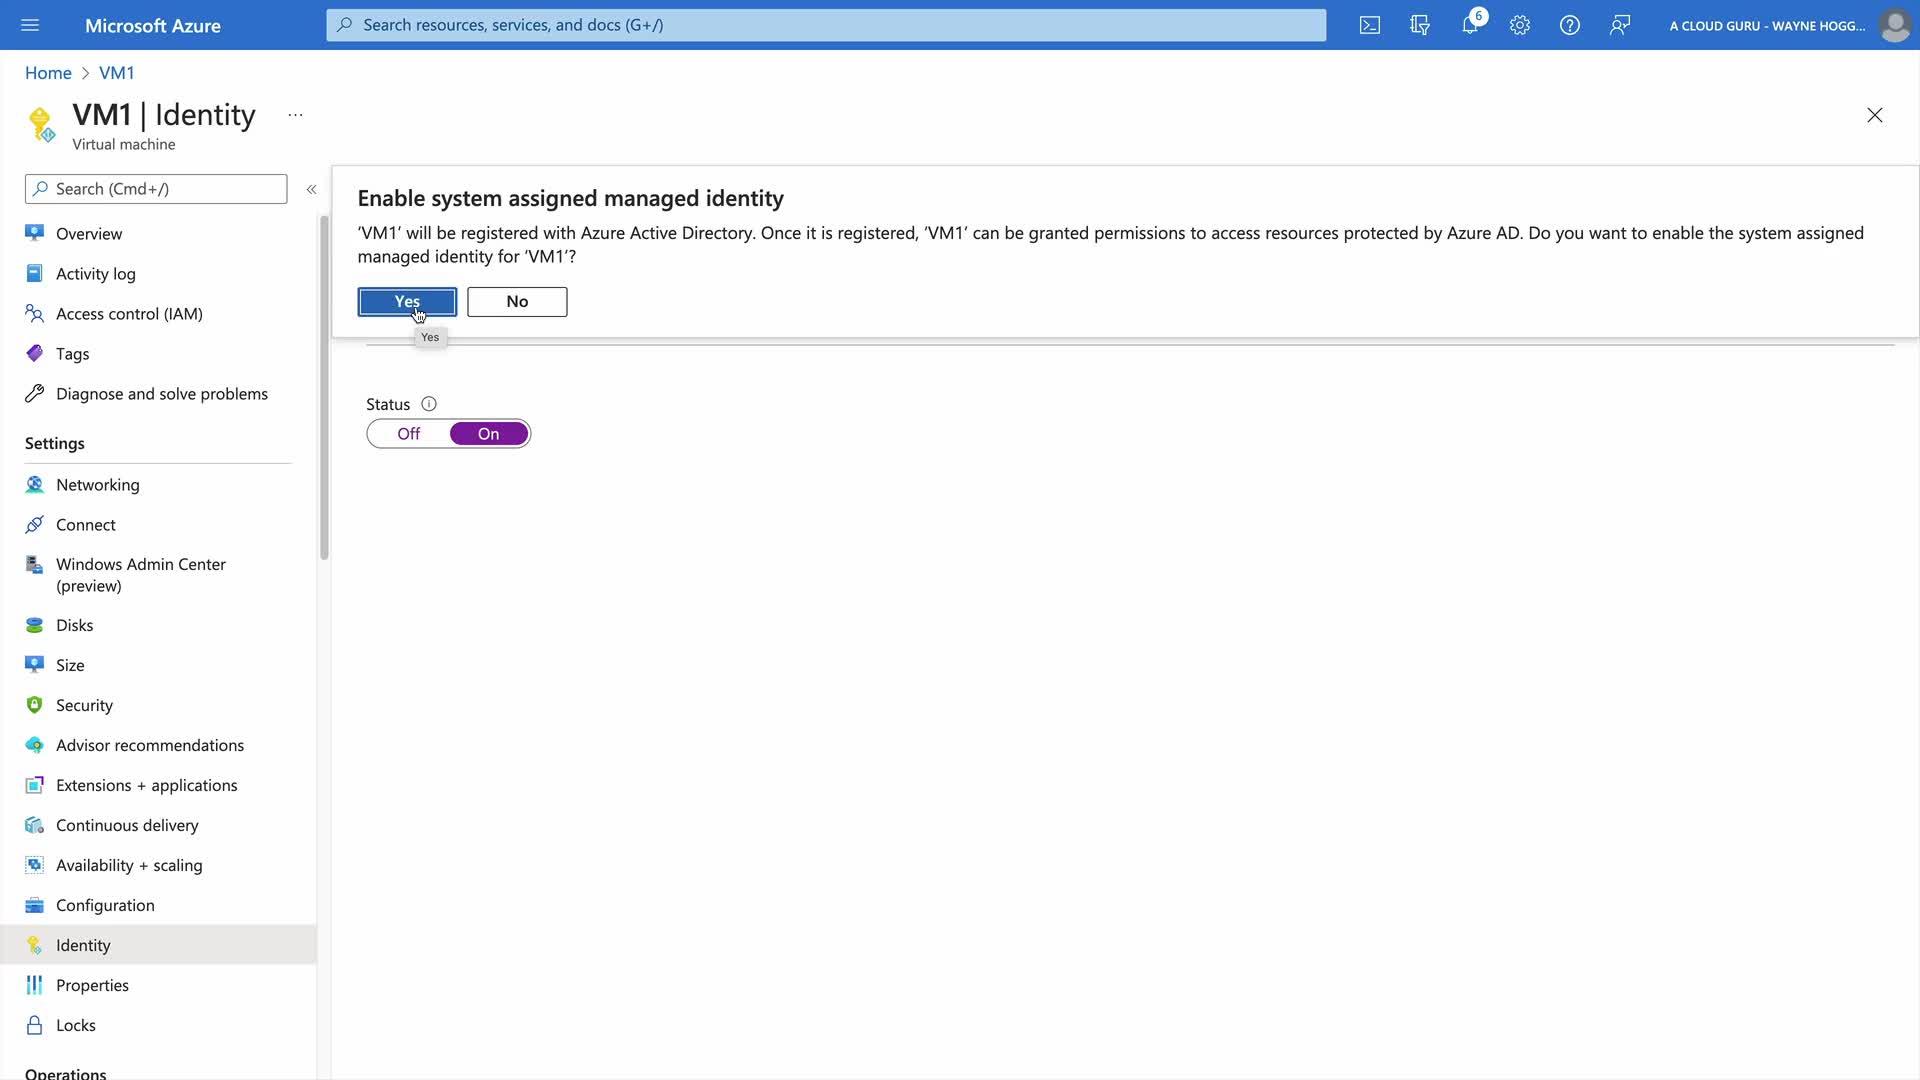 Microsoft Azure
Search resources, services, and docs (G+/)
6
A CLOUD GURU - WAYNE HOGG...
Home > VM1
VM1 | Identity
...
Virtual machine
Search (Cmd+/)
«
Overview
Activity log
Access control (IAM)
Tags
Diagnose and solve problems
Settings
Networking
Connect
Windows Admin Center
(preview)
Disks
Size
Security
Advisor recommendations
Extensions + applications
Continuous delivery
Availability + scaling
Configuration
Identity
Properties
Locks
Operations
Enable system assigned managed identity
'VM1' will be registered with Azure Active Directory. Once it is registered, 'VM1' can be granted permissions to access resources protected by Azure AD. Do you want to enable the system assigned
managed identity for 'VM1'?
Yes
No
Yes
Status
Off
On